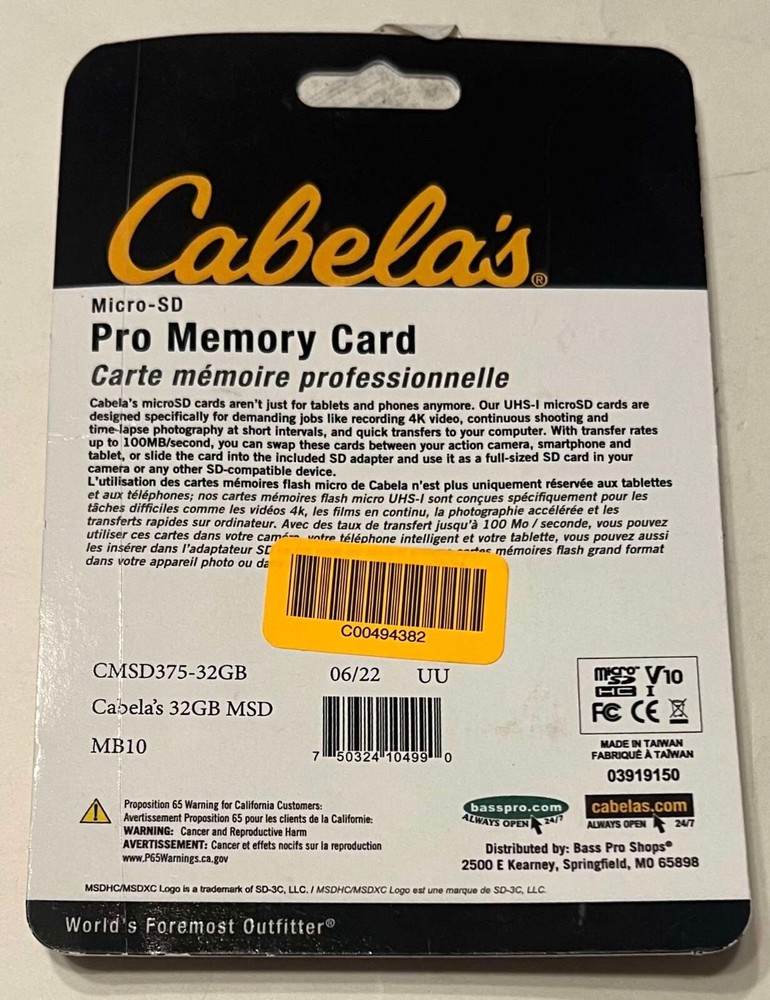 Cabela's®
Micro-SD
Pro Memory Card
Carte mémoire professionnelle
Cabela's microSD cards aren't just for tablets and phones anymore. Our UHS-I microSD cards are
designed specifically for demanding jobs like recording 4K video, continuous shooting and
time-lapse photography at short intervals, and quick transfers to your computer. With transfer rates
up to 100MB/second, you can swap these cards between your action camera, smartphone and
tablet, or slide the card into the included SD adapter and use it as a full-sized SD card in your
camera or any other SD-compatible device.
L'utilisation des cartes mémoires flash micro de Cabela n'est plus uniquement réservée aux tablettes
et aux téléphones; nos cartes mémoires flash micro UHS-I sont conçues spécifiquement pour les
tâches difficiles comme les vidéos 4k, les films en continu, la photographie accélérée et les
transferts rapides sur ordinateur. Avec des taux de transfert jusqu'à 100 Mo / seconde, vous pouvez
utiliser ces cartes dans votre votre téléphone intelligent et votre tablette, vous pouvez aussi
les insérer dans l'adaptateur SD mémoires flash grand format
dans votre appareil photo ou
C00494382
CMSD375-32GB 06/22 UU
Cabela's 32GB MSD
MB10
7 50324 10499 0
micro SD HC I V10
FC CE
MADE IN TAIWAN
FABRIQUÉ À TAÏWAN
03919150
Proposition 65 Warning for California Customers:
Avertissement Proposition 65 pour les clients de la Californie:
WARNING: Cancer and Reproductive Harm
AVERTISSEMENT: Cancer et effets nocifs sur la reproduction
www.P65Warnings.ca.gov
basspro.com
ALWAYS OPEN 24/7
cabelas.com
ALWAYS OPEN 24/7
Distributed by: Bass Pro Shops®
2500 E Kearney, Springfield, MO 65898
MSDHC/MSDXC Logo is a trademark of SD-3C, LLC. / MSDHC/MSDXC Logo est une marque de SD-3C, LLC.
World's Foremost Outfitter®